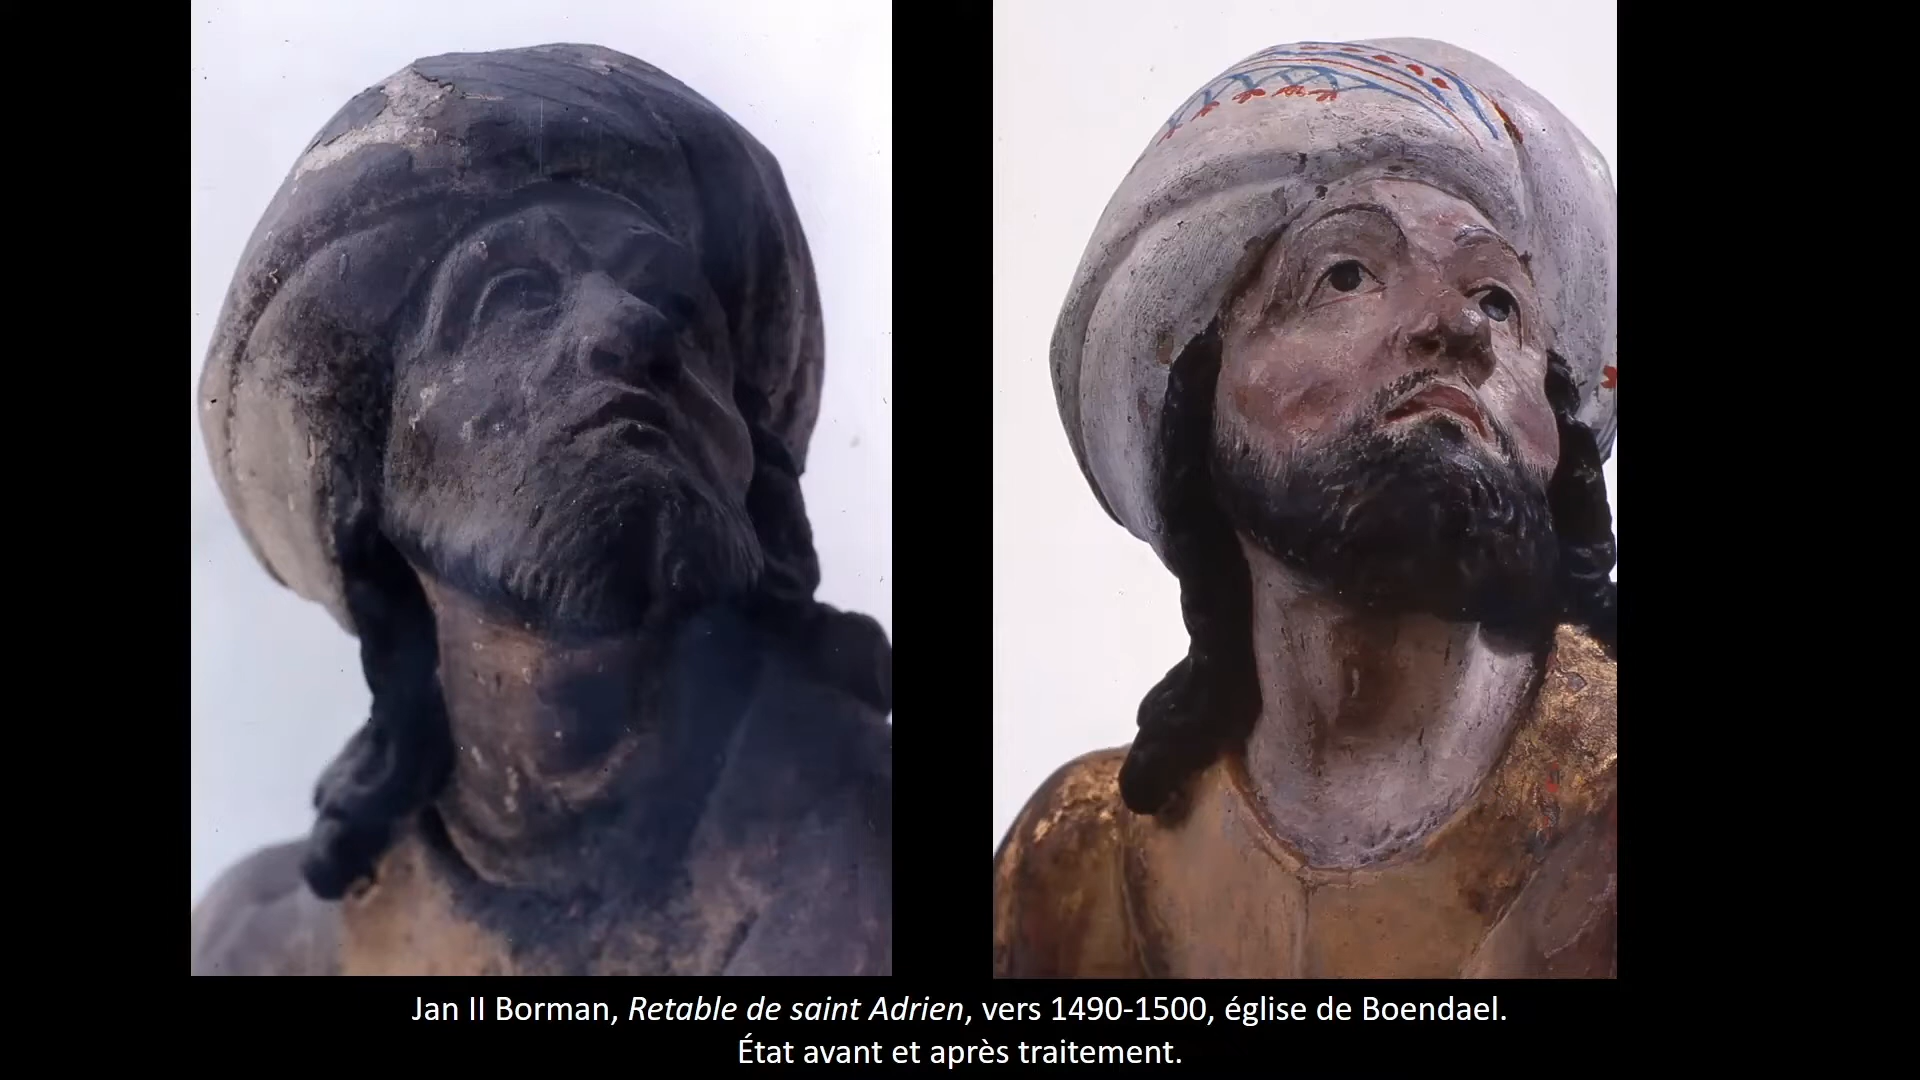 Jan II Borman, Retable de saint Adrien, vers 1490-1500, église de Boendael.
État avant et après traitement.